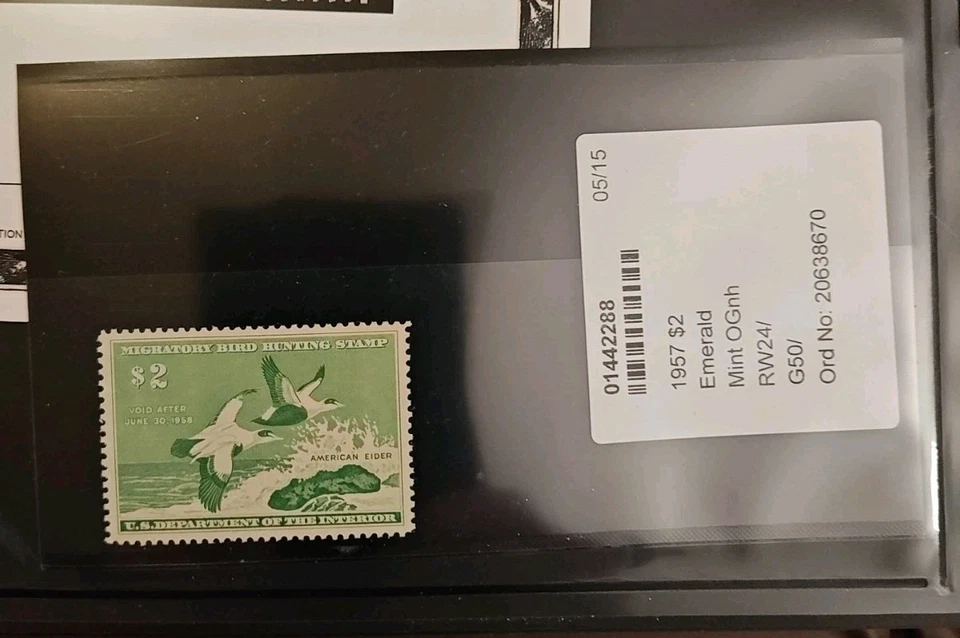 TION
MIGRATORY BIRD HUNTING STAMP
$2
VOID AFTER
JUNE 30, 1958
AMERICAN EIDER
U.S. DEPARTMENT OF THE INTERIOR
05/15
01442288
1957 $2
Emerald
Mint OGnh
RW24/
G50/
Ord No: 20638670